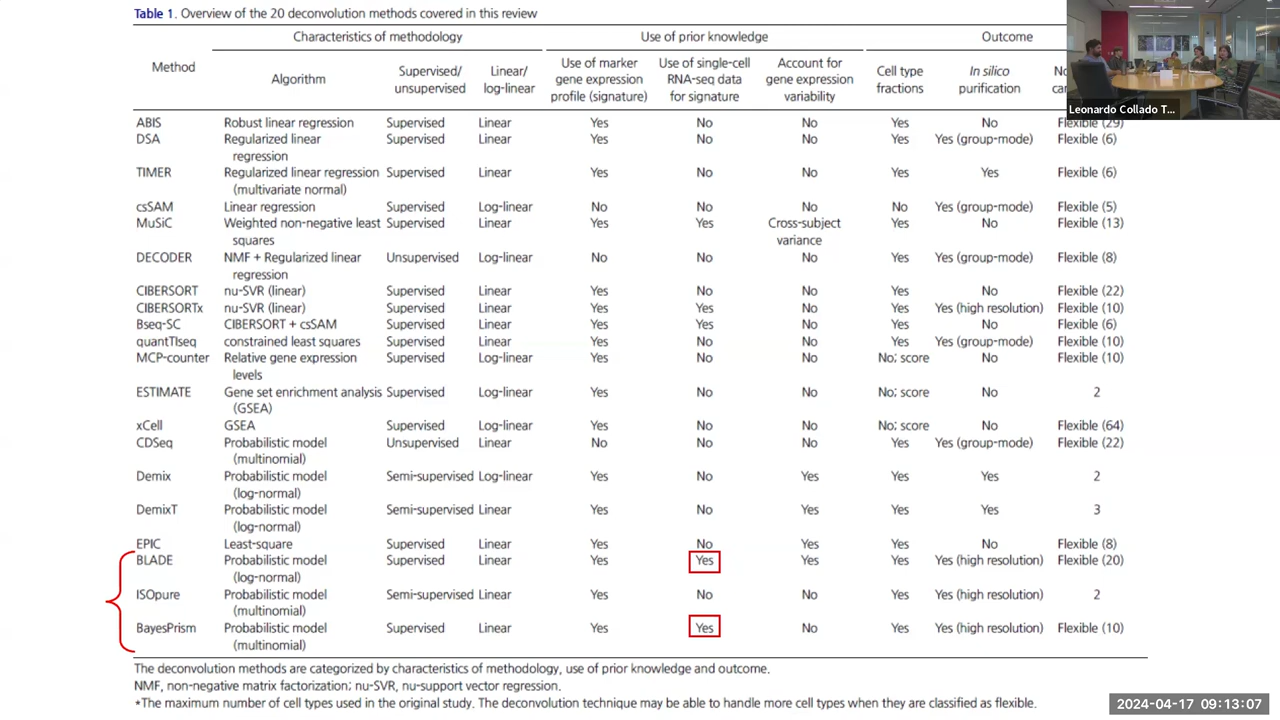 Table 1. Overview of the 20 deconvolution methods covered in this review
Characteristics of methodology Use of prior knowledge Outcome
Method Algorithm Supervised/ unsupervised Linear/ log-linear Use of marker gene expression profile (signature) Use of single-cell RNA-seq data for signature Account for gene expression variability Cell type fractions In silico purification
ABIS Robust linear regression Supervised Linear Yes No No Yes No Flexible (29)
DSA Regularized linear regression Supervised Linear Yes No No Yes Yes (group-mode) Flexible (6)
TIMER Regularized linear regression (multivariate normal) Supervised Linear Yes No No Yes Yes Flexible (6)
csSAM Linear regression Supervised Log-linear No No No No Yes (group-mode) Flexible (5)
MuSiC Weighted non-negative least squares Supervised Linear Yes Yes Cross-subject variance Yes No Flexible (13)
DECODER NMF + Regularized linear regression Unsupervised Log-linear No No No Yes Yes (group-mode) Flexible (8)
CIBERSORT nu-SVR (linear) Supervised Linear Yes No No Yes No Flexible (22)
CIBERSORTx nu-SVR (linear) Supervised Linear Yes Yes No Yes Yes (high resolution) Flexible (10)
Bseq-SC CIBERSORT + csSAM Supervised Linear Yes Yes No Yes No Flexible (6)
quantTIseq constrained least squares Supervised Linear Yes No No Yes Yes (group-mode) Flexible (10)
MCP-counter Relative gene expression levels Supervised Log-linear Yes No No No; score No Flexible (10)
ESTIMATE Gene set enrichment analysis (GSEA) Supervised Log-linear Yes No No No; score No 2
xCell GSEA Supervised Log-linear Yes No No No; score No Flexible (64)
CDSeq Probabilistic model (multinomial) Unsupervised Linear No No No Yes Yes (group-mode) Flexible (22)
Demix Probabilistic model (log-normal) Semi-supervised Log-linear Yes No Yes Yes Yes 2
DemixT Probabilistic model (log-normal) Semi-supervised Linear Yes No Yes Yes Yes 3
EPIC Least-square Supervised Linear Yes No Yes Yes No Flexible (8)
BLADE Probabilistic model (log-normal) Supervised Linear Yes Yes Yes Yes Yes (high resolution) Flexible (20)
ISOpure Probabilistic model (multinomial) Semi-supervised Linear Yes No No Yes Yes (high resolution) 2
BayesPrism Probabilistic model (multinomial) Supervised Linear Yes Yes No Yes Yes (high resolution) Flexible (10)
The deconvolution methods are categorized by characteristics of methodology, use of prior knowledge and outcome.
NMF, non-negative matrix factorization; nu-SVR, nu-support vector regression.
*The maximum number of cell types used in the original study. The deconvolution technique may be able to handle more cell types when they are classified as flexible.
Leonardo Collado T...
2024-04-17 09:13:07